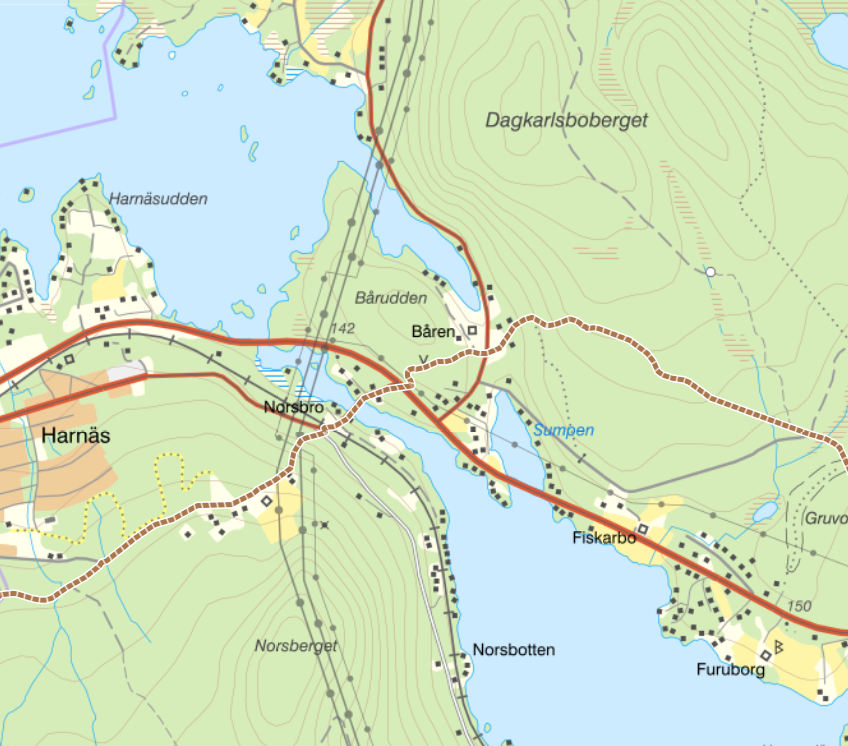 Dagkarlsboberget
Harnäsudden
Bårudden
142
Båren
V
Norsbro
Sumpen
Harnäs
Gruvo
Fiskarbo
150
Norsberget
Norsbotten
Furuborg